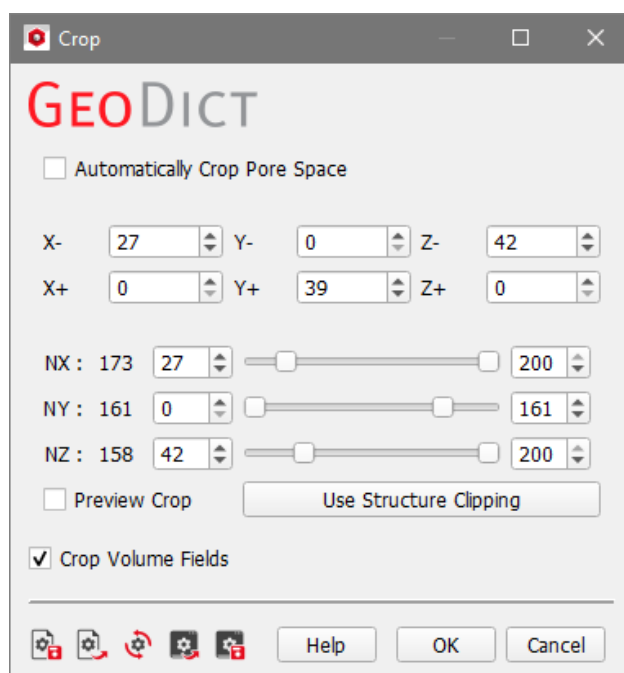 Crop
GEODICT
Automatically Crop Pore Space
X- 27 Y- 0 Z- 42
X+ 0 Y+ 39 Z+ 0
NX : 173 27 200
NY : 161 0 161
NZ : 158 42 200
Preview Crop Use Structure Clipping
Crop Volume Fields
Help OK Cancel